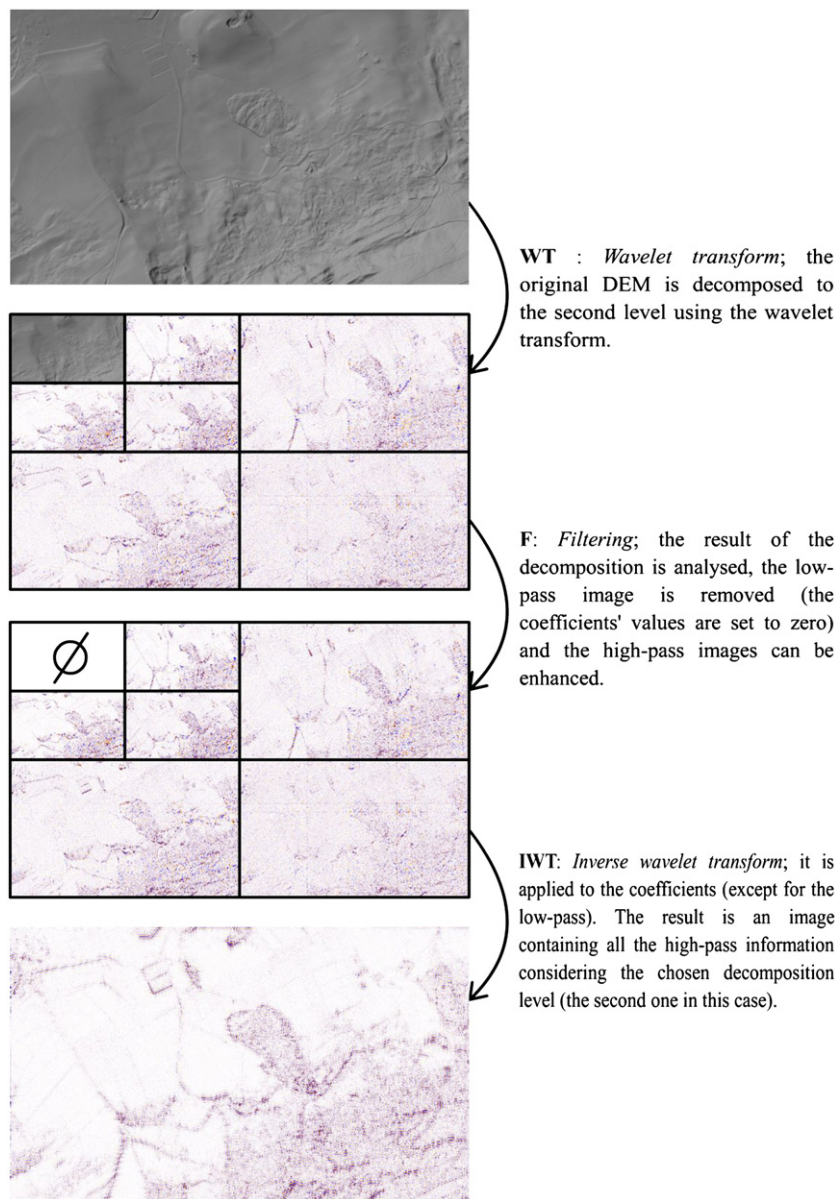 WT : Wavelet transform; the
original DEM is decomposed to
the second level using the wavelet
transform.
F: Filtering; the result of the
decomposition is analysed, the low-
pass image is removed (the
coefficients' values are set to zero)
and the high-pass images can be
enhanced.
∅
IWT: Inverse wavelet transform; it is
applied to the coefficients (except for the
low-pass). The result is an image
containing all the high-pass information
considering the chosen decomposition
level (the second one in this case).